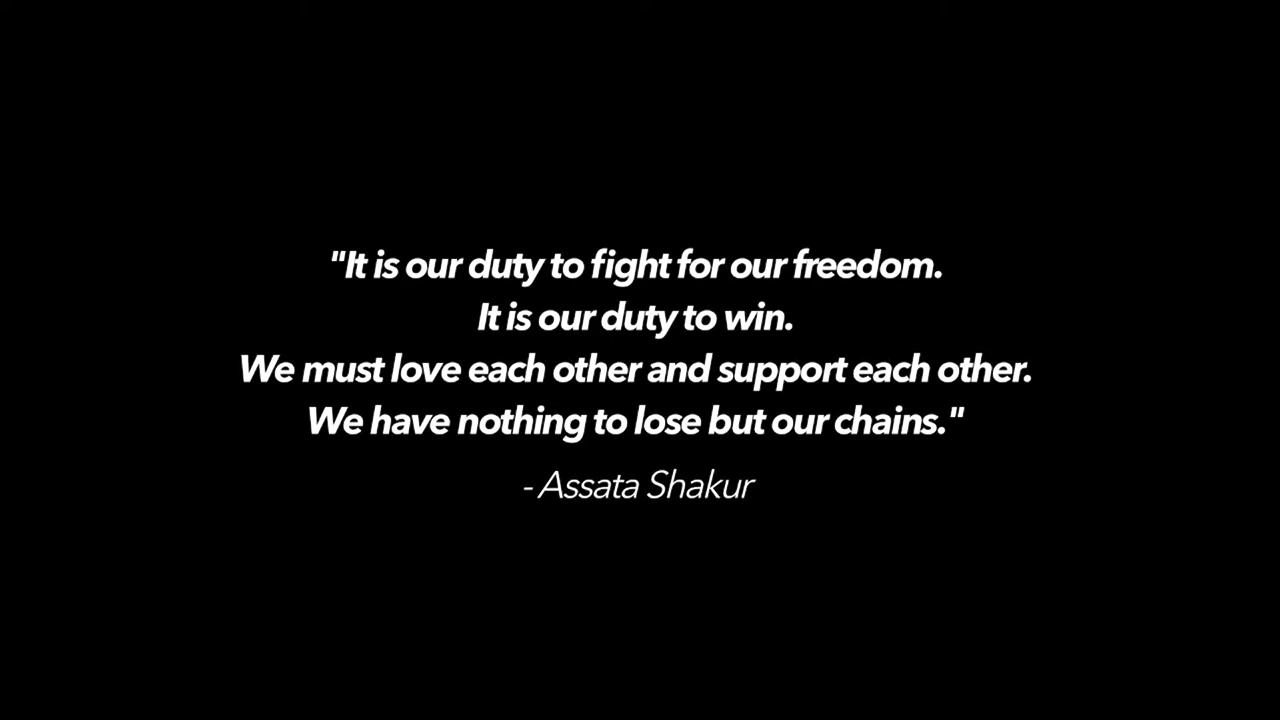 "It is our duty to fight for our freedom.
It is our duty to win.
We must love each other and support each other.
We have nothing to lose but our chains."
- Assata Shakur